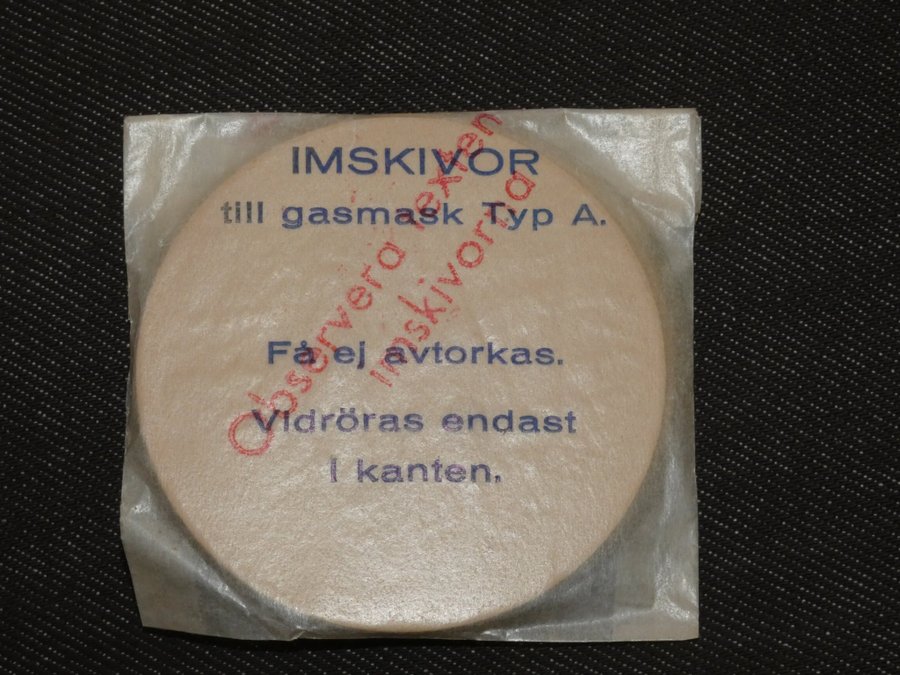 IMSKIVOR
till gasmask Typ A.
Få ej avtorkas.
Vidröras endast
I kanten.
Observera texten
imskivorna